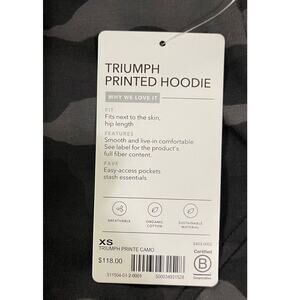 TRIUMPH
PRINTED HOODIE
WHY WE LOVE IT
FIT
Fits next to the skin,
hip length
FEATURES
Smooth and live-in comfortable
See label for the product's
full fiber content.
FAVE
Easy-access pockets
stash essentials
BREATHABLE
ORGANIC
COTTON
SUSTAINABLE
MATERIAL
XS
TRIUMPH PRINTE CAMO
$118.00
Certified
B
Corporation